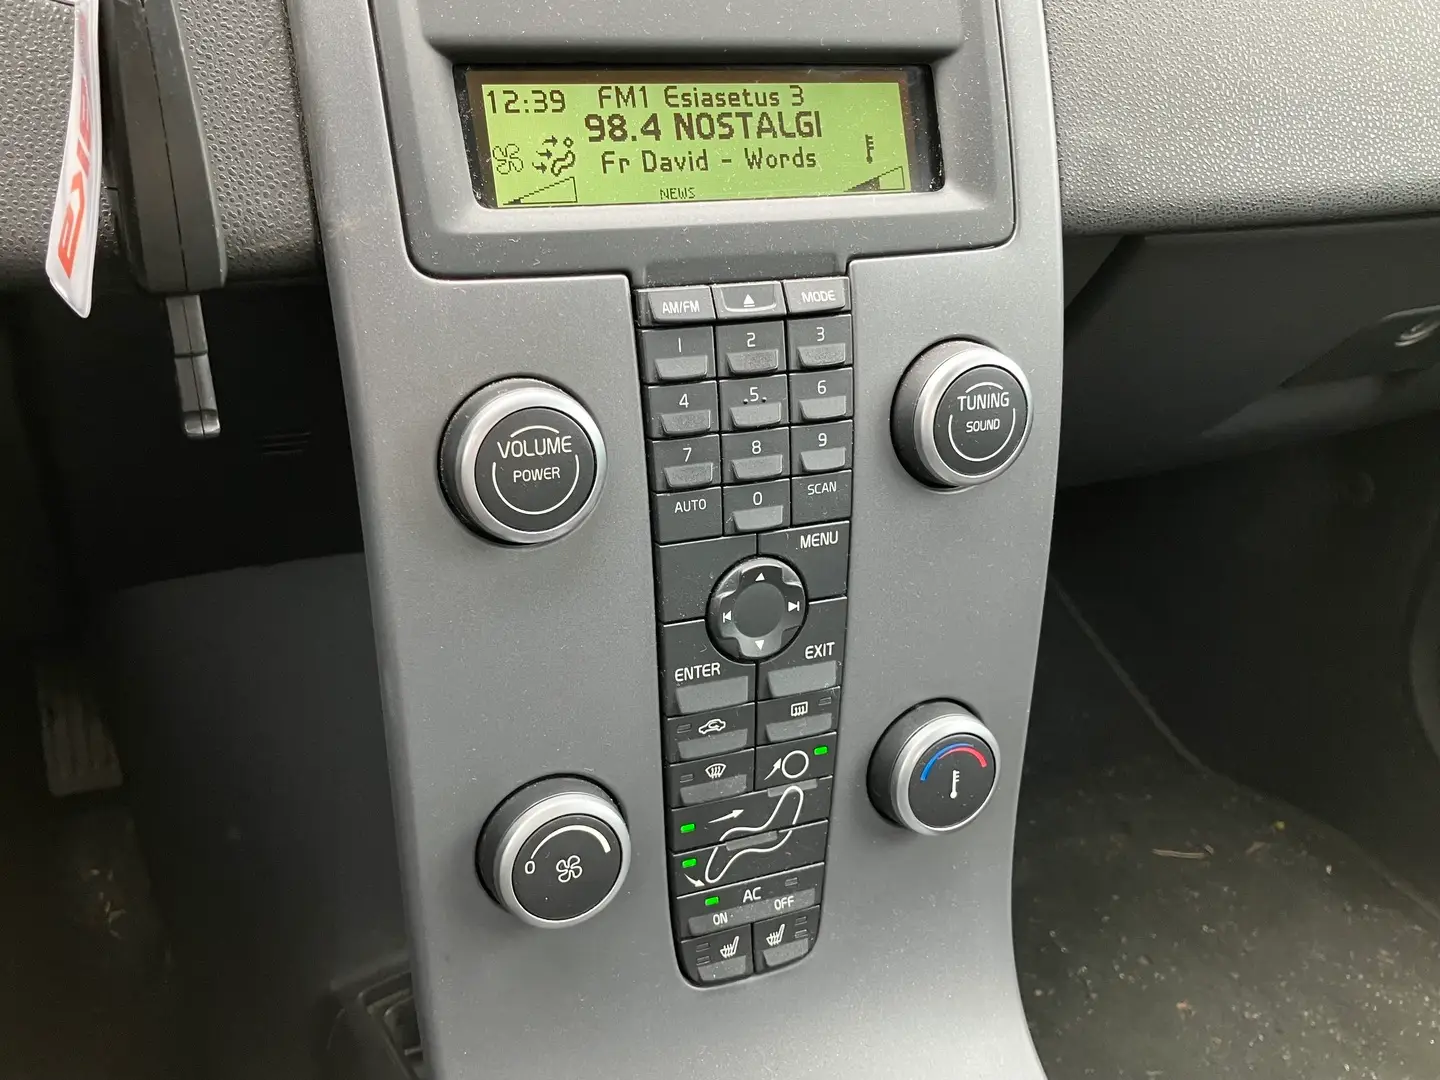 12:39 FM1 Esiasetus 3
98.4 NOSTALGI
Fr David - Words
NEWS
AM/FM MODE
1 2 3
4 .5. 6
7 8 9
AUTO 0 SCAN
VOLUME
POWER
TUNING
SOUND
MENU
ENTER EXIT
0
AC
ON OFF